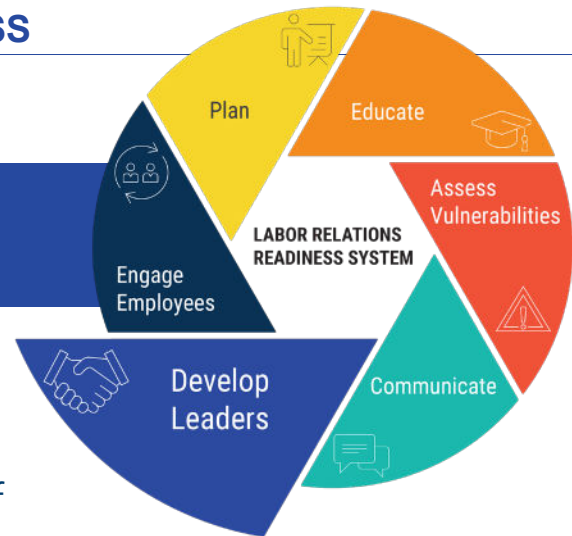 SS
Plan
Educate
Assess
Vulnerabilities
LABOR RELATIONS
READINESS SYSTEM
Engage
Employees
Develop
Leaders
Communicate